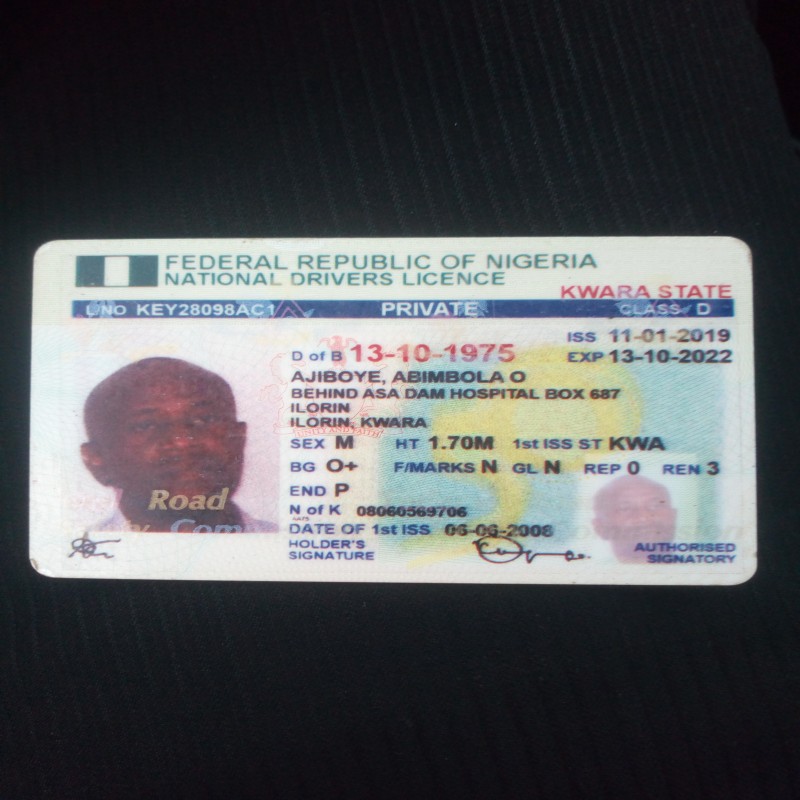 FEDERAL REPUBLIC OF NIGERIA
NATIONAL DRIVERS LICENCE
KWARA STATE
L/NO KEY28098AC1 PRIVATE CLASS D
ISS 11-01-2019
D of B 13-10-1975 EXP 13-10-2022
AJIBOYE, ABIMBOLA O
BEHIND ASA DAM HOSPITAL BOX 687
ILORIN
ILORIN, KWARA
UNITY AND FAITH
SEX M HT 1.70M 1st ISS ST KWA
BG O+ F/MARKS N GL N REP 0 REN 3
END P
Road
N of K 08060569706
DATE OF 1st ISS 06-06-2008
HOLDER'S
SIGNATURE
AUTHORISED
SIGNATORY